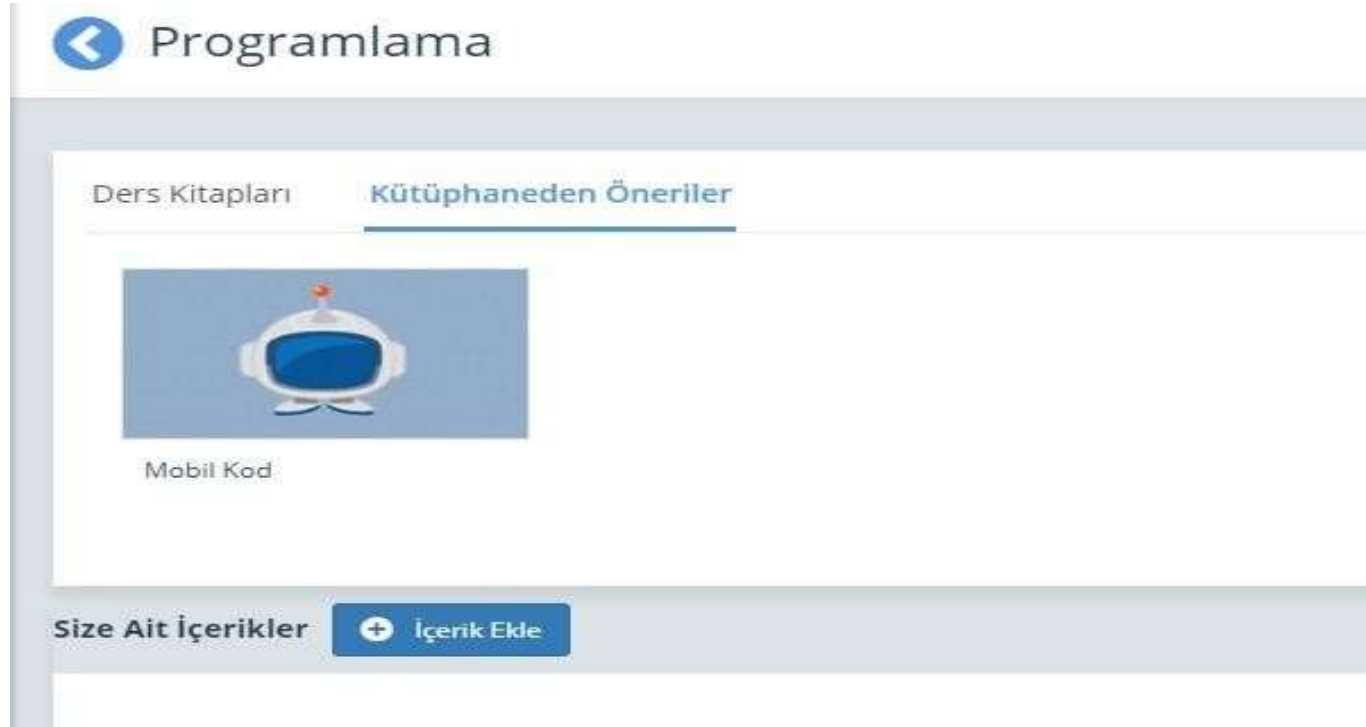 Programlama
Ders Kitapları Kütüphaneden Öneriler
Mobil Kod
Size Ait İçerikler İçerik Ekle